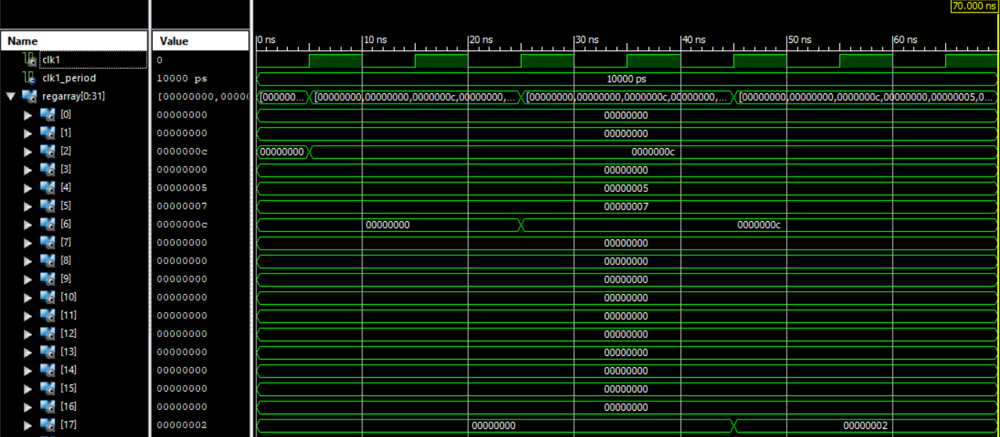 70.000 ns
Name Value 0 ns 10 ns 20 ns 30 ns 40 ns 50 ns 60 ns
clk1 0
clk1_period 10000 ps 10000 ps
regarray[0:31] [00000000,0000( [000000... [00000000,00000000,0000000c,00000000,... [00000000,00000000,0000000c,00000000,... [00000000,00000000,0000000c,00000000,00000005,0...
[0] 00000000 00000000
[1] 00000000 00000000
[2] 0000000c 00000000 0000000c
[3] 00000000 00000000
[4] 00000005 00000005
[5] 00000007 00000007
[6] 0000000c 00000000 0000000c
[7] 00000000 00000000
[8] 00000000 00000000
[9] 00000000 00000000
[10] 00000000 00000000
[11] 00000000 00000000
[12] 00000000 00000000
[13] 00000000 00000000
[14] 00000000 00000000
[15] 00000000 00000000
[16] 00000000 00000000
[17] 00000002 00000000 00000002